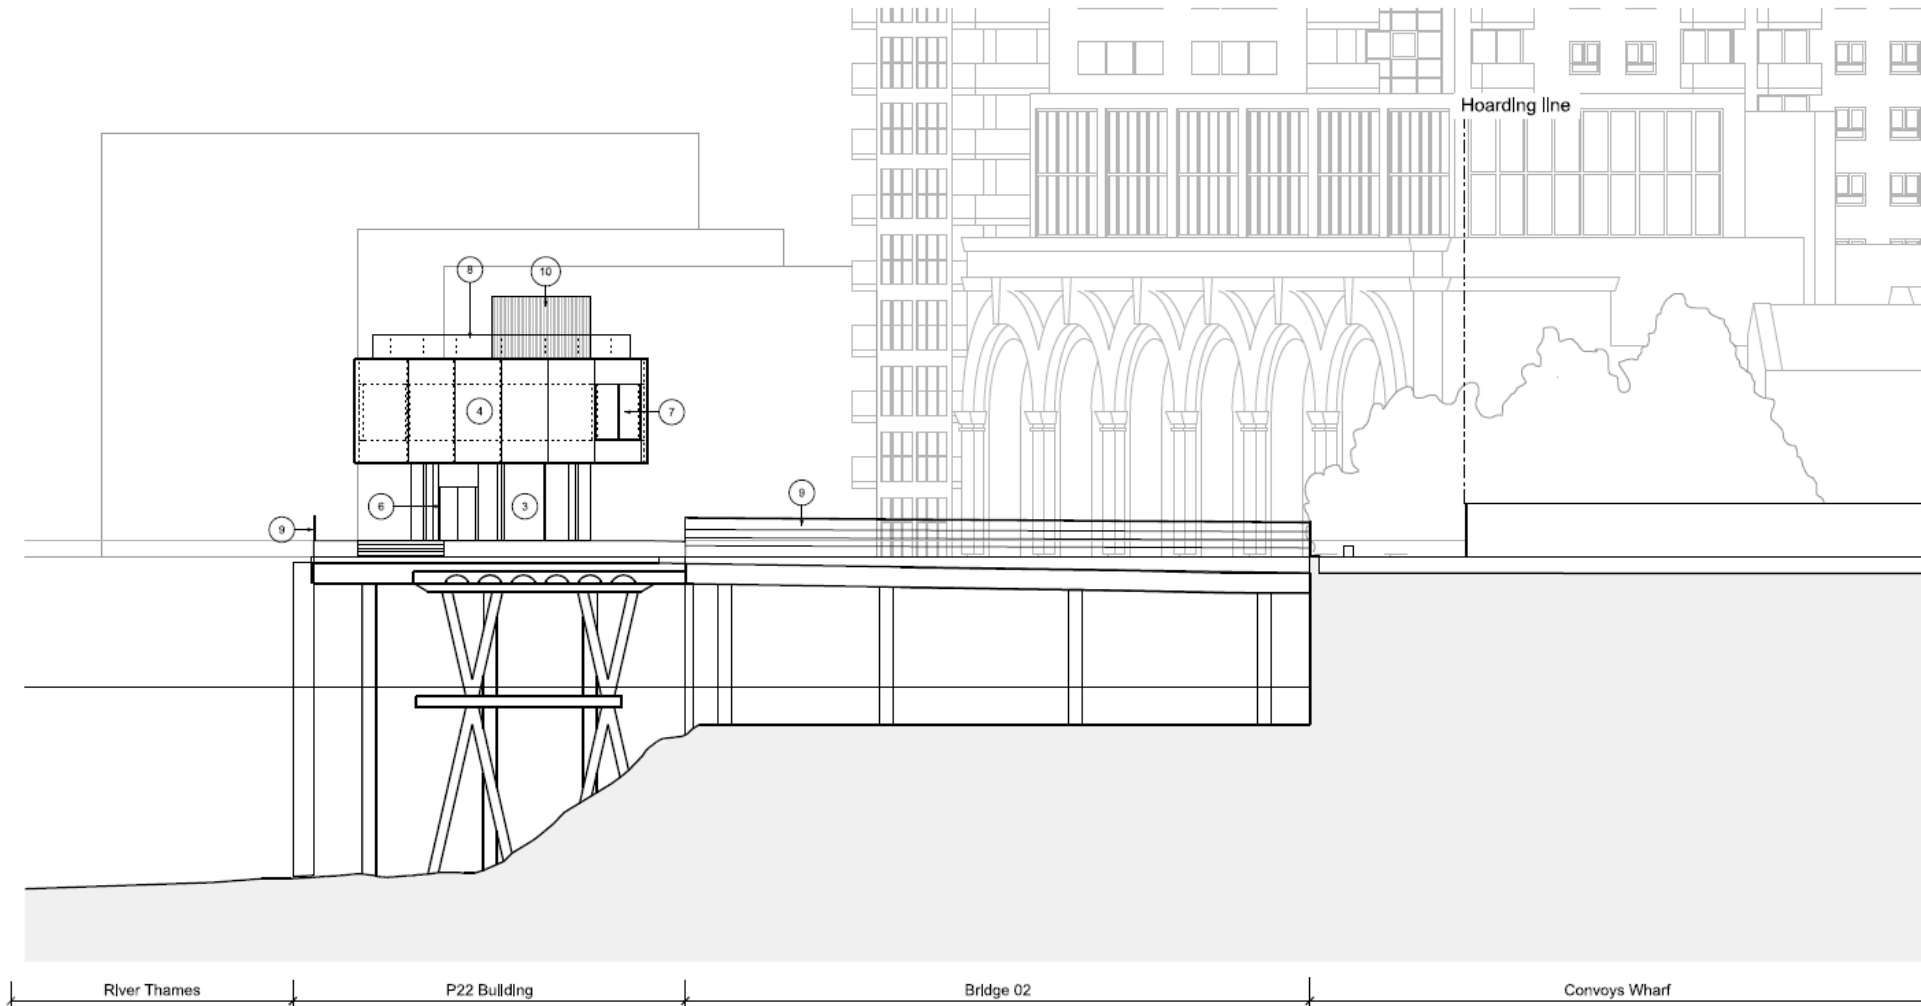 Hoarding line
8
10
4
7
9
6
3
9
River Thames
P22 Building
Bridge 02
Convoys Wharf